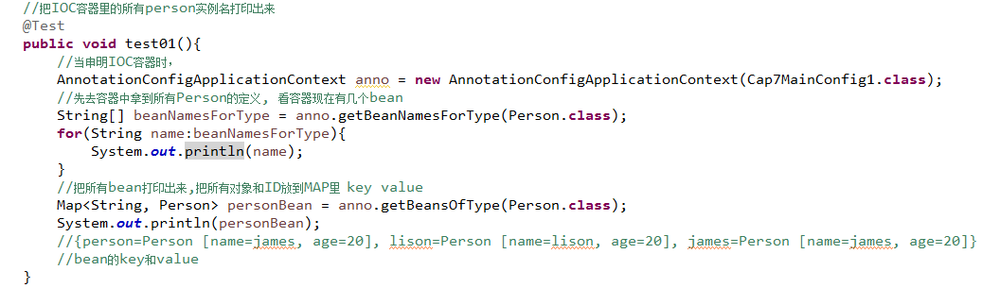 //把IOC容器里的所有person实例名打印出来
@Test
public void test01(){
//当申明IOC容器时，
AnnotationConfigApplicationContext anno = new AnnotationConfigApplicationContext(Cap7MainConfig1.class);
//先去容器中拿到所有Person的定义, 看容器现在有几个bean
String[] beanNamesForType = anno.getBeanNamesForType(Person.class);
for(String name:beanNamesForType){
System.out.println(name);
}
//把所有bean打印出来,把所有对象和ID放到MAP里 key value
Map<String, Person> personBean = anno.getBeansOfType(Person.class);
System.out.println(personBean);
//{person=Person [name=james, age=20], lison=Person [name=lison, age=20], james=Person [name=james, age=20]}
//bean的key和value
}